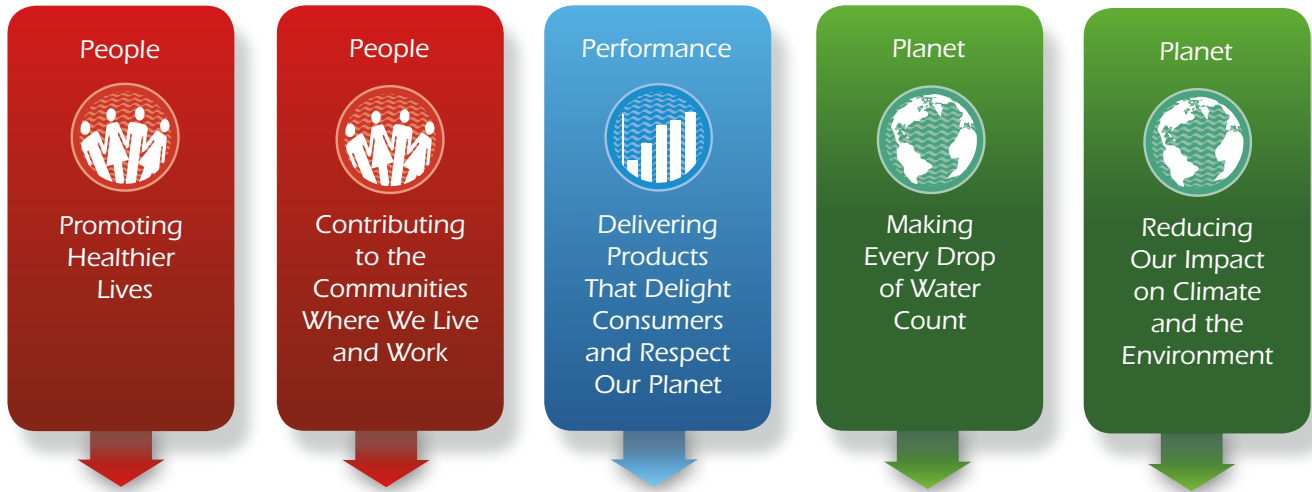 People
Promoting
Healthier
Lives
People
Contributing
to the
Communities
Where We Live
and Work
Performance
Delivering
Products
That Delight
Consumers
and Respect
Our Planet
Planet
Making
Every Drop
of Water
Count
Planet
Reducing
Our Impact
on Climate
and the
Environment